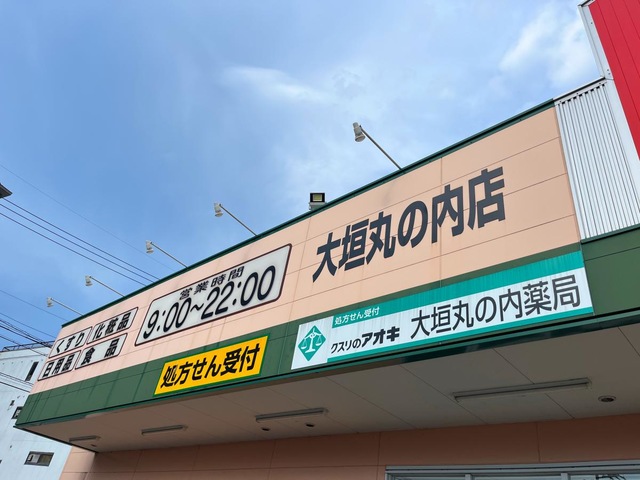 大垣丸の内店
営業時間
9:00~22:00
くすり 化粧品
日用品 食品
処方せん受付
処方せん受付
クスリのアオキ 大垣丸の内薬局